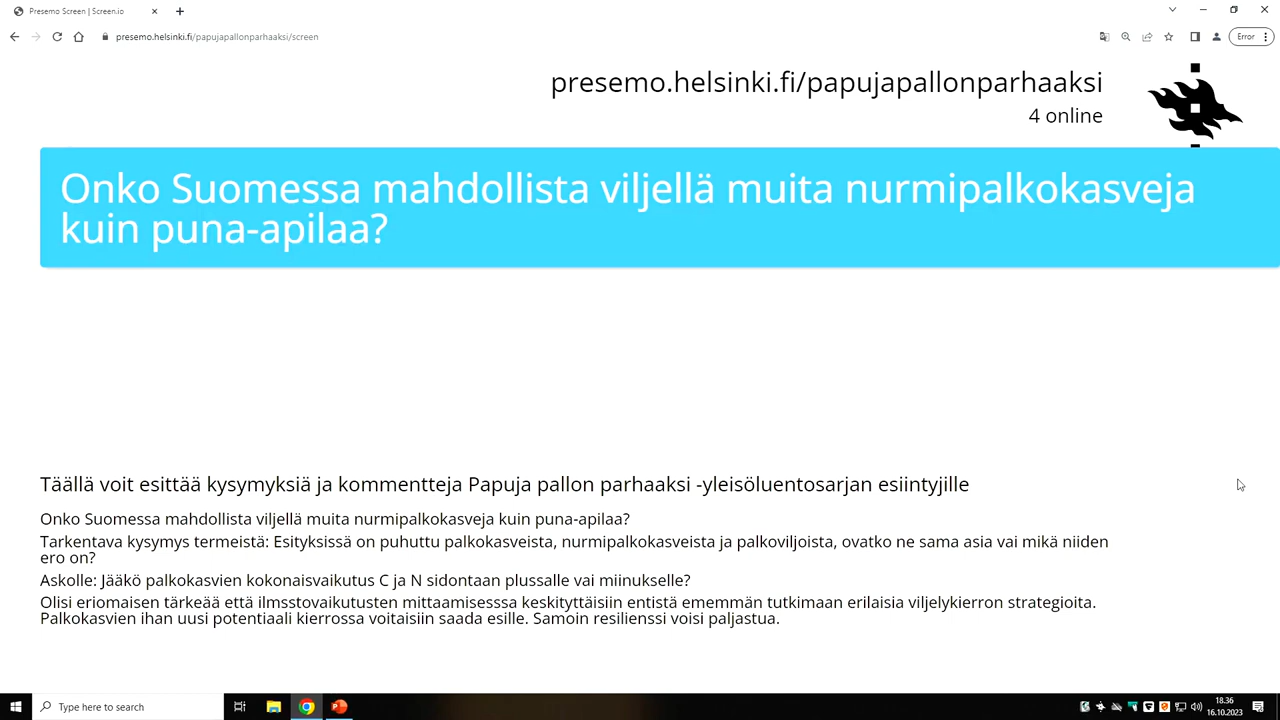 Presemo Screen | Screen.io
presemo.helsinki.fi/papujapallonparhaaksi/screen
Error
presemo.helsinki.fi/papujapallonparhaaksi
4 online
Onko Suomessa mahdollista viljellä muita nurmipalkokasveja
kuin puna-apilaa?
Täällä voit esittää kysymyksiä ja kommentteja Papuja pallon parhaaksi -yleisöluentosarjan esiintyjille
Onko Suomessa mahdollista viljellä muita nurmipalkokasveja kuin puna-apilaa?
Tarkentava kysymys termeistä: Esityksissä on puhuttu palkokasveista, nurmipalkokasveista ja palkoviljoista, ovatko ne sama asia vai mikä niiden
ero on?
Askolle: Jääkö palkokasvien kokonaisvaikutus C ja N sidontaan plussalle vai miinukselle?
Olisi eriomaisen tärkeää että ilmsstovaikutusten mittaamisesssa keskityttäisiin entistä ememmän tutkimaan erilaisia viljelykierron strategioita.
Palkokasvien ihan uusi potentiaali kierrossa voitaisiin saada esille. Samoin resilienssi voisi paljastua.
Type here to search
18.36
16.10.2023